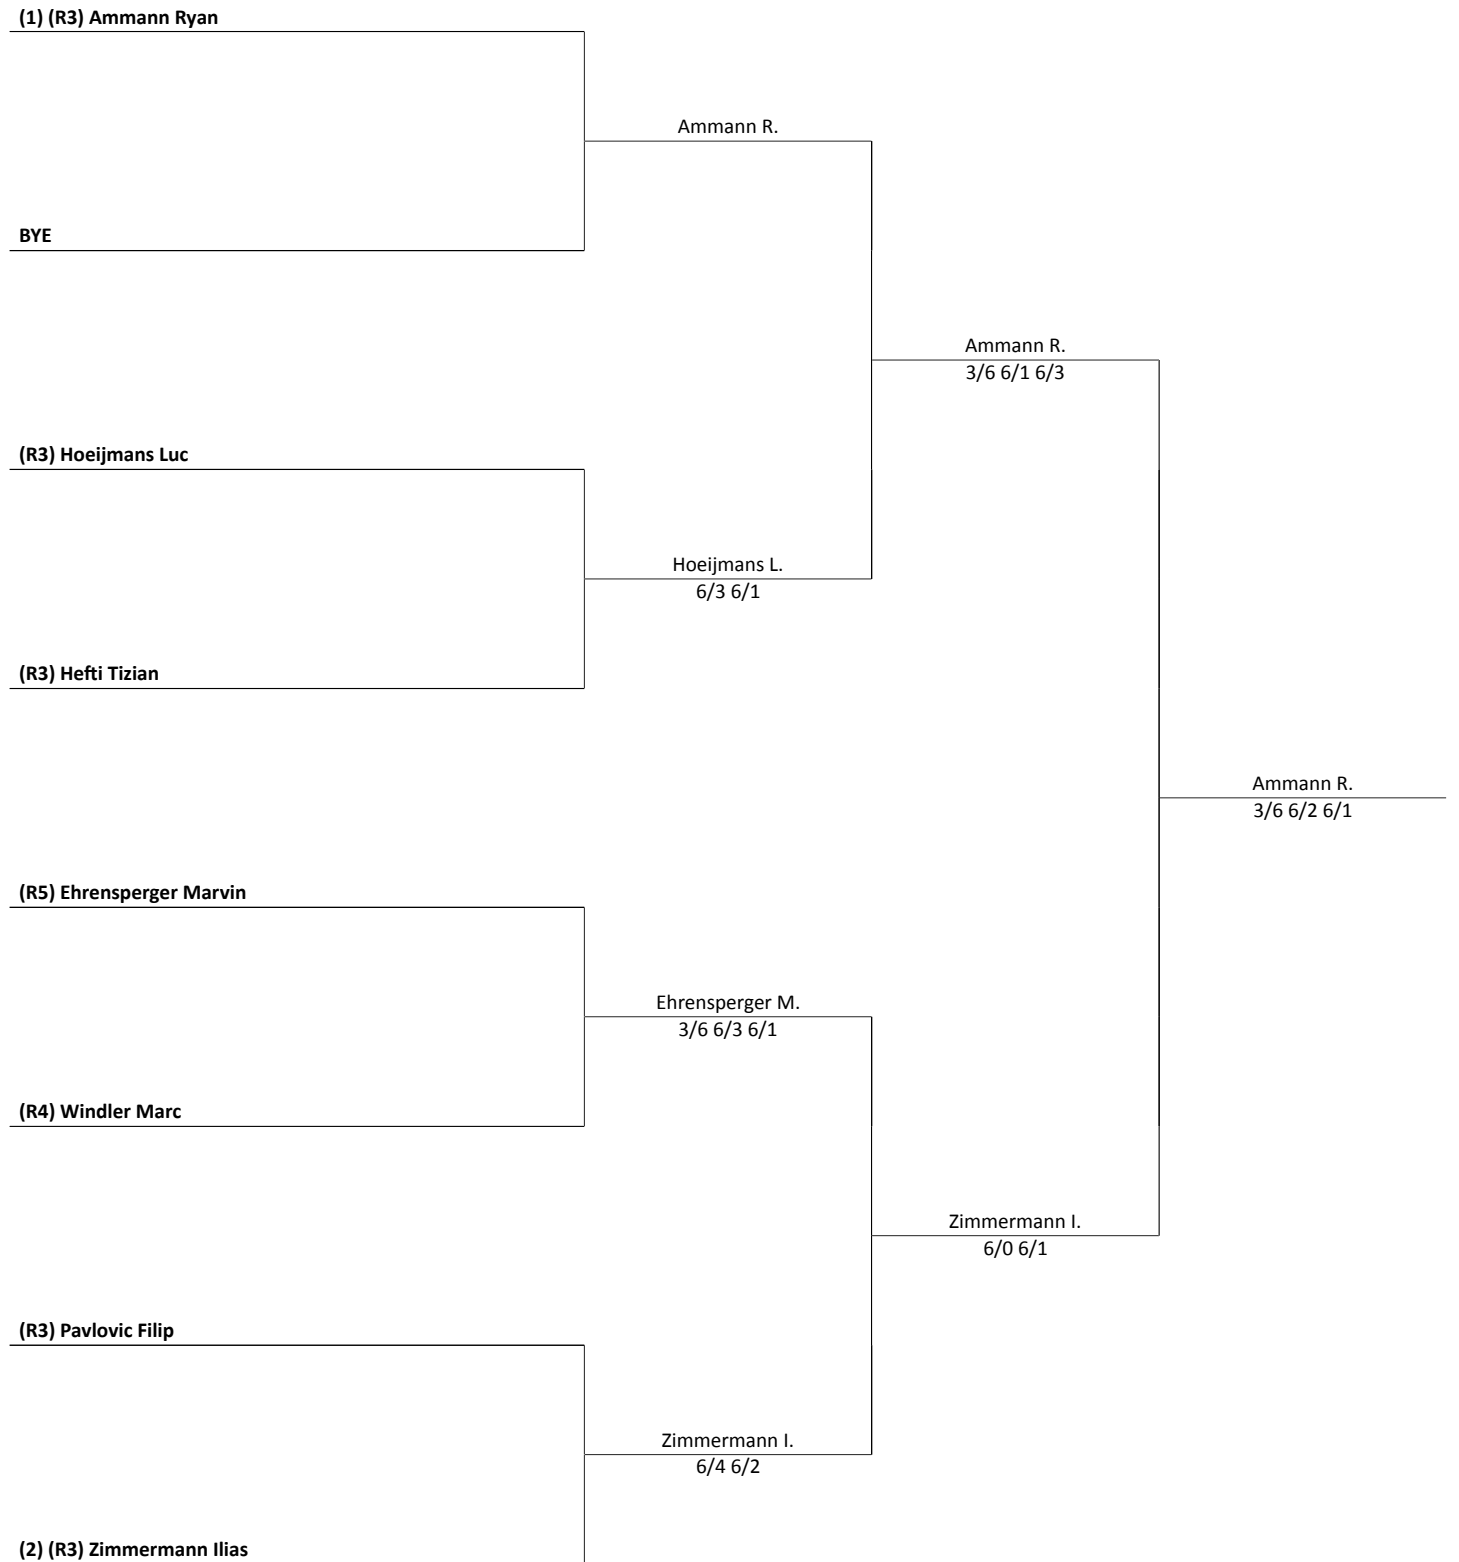 (1) (R3) Ammann Ryan
Ammann R.
BYE
Ammann R.
3/6 6/1 6/3
(R3) Hoeijmans Luc
Hoeijmans L.
6/3 6/1
(R3) Hefti Tizian
Ammann R.
3/6 6/2 6/1
(R5) Ehrensperger Marvin
Ehrensperger M.
3/6 6/3 6/1
(R4) Windler Marc
Zimmermann I.
6/0 6/1
(R3) Pavlovic Filip
Zimmermann I.
6/4 6/2
(2) (R3) Zimmermann Ilias